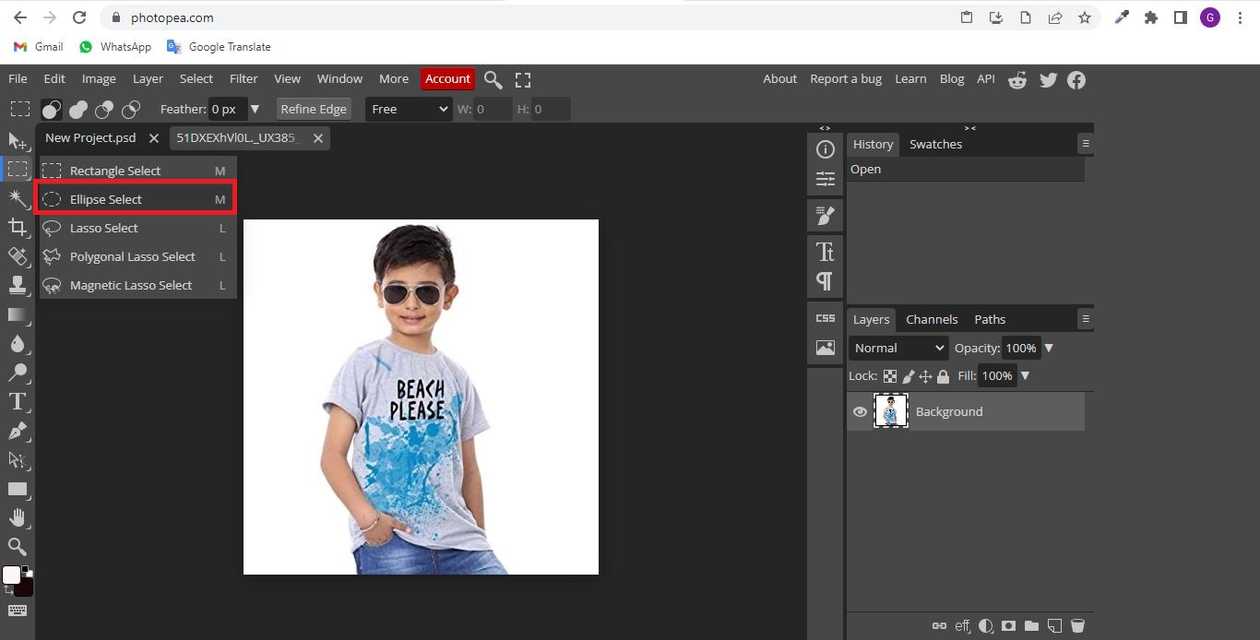 photopea.com
G
Gmail WhatsApp Google Translate
File Edit Image Layer Select Filter View Window More Account About Report a bug Learn Blog API
Feather: 0 px Refine Edge Free W: 0 H: 0
New Project.psd 51DXEXhVl0L._UX385_
Rectangle Select M
Ellipse Select M
Lasso Select L
Polygonal Lasso Select L
Magnetic Lasso Select L
BEACH
PLEASE
< >
> <
History Swatches
Open
CSS
Layers Channels Paths
Normal Opacity: 100%
Lock: Fill: 100%
Background
eff